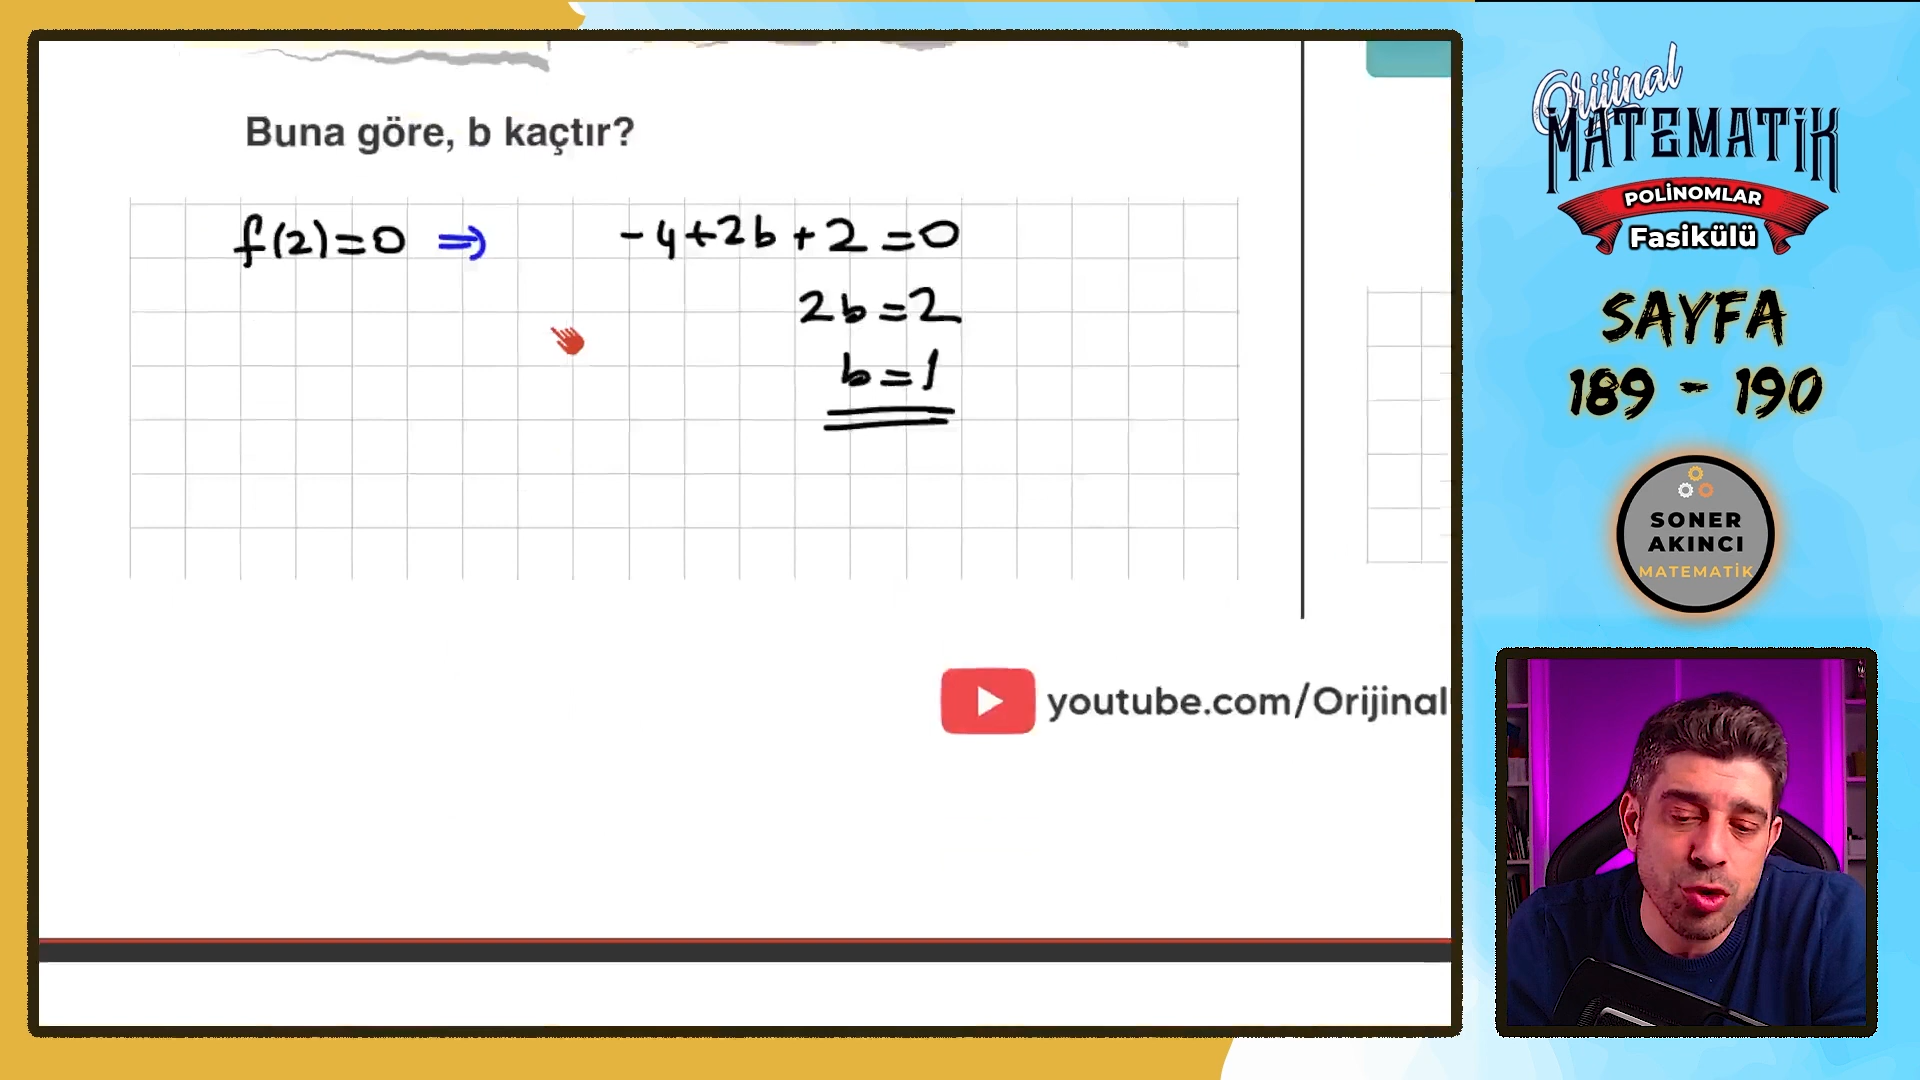 Buna göre, b kaçtır?
f(2)=0 ⇒ -4+2b+2=0
2b=2
b=1
youtube.com/Orijinal
Orijinal
MATEMATİK
POLİNOMLAR
Fasikülü
SAYFA
189 - 190
SONER
AKINCI
MATEMATİK